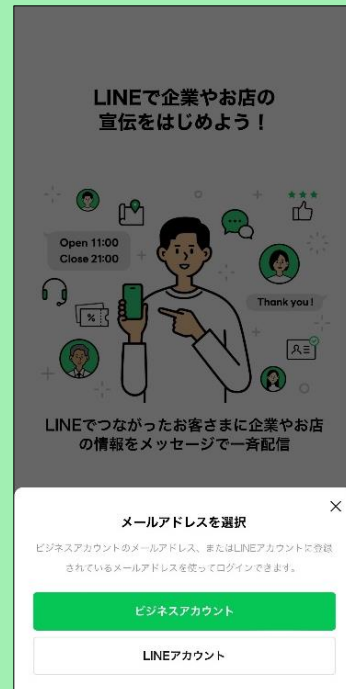 LINEで企業やお店の
宣伝をはじめよう！
Open 11:00
Close 21:00
Thank you!
%
LINEでつながったお客さまに企業やお店
の情報をメッセージで一斉配信
メールアドレスを選択
ビジネスアカウントのメールアドレス、またはLINEアカウントに登録
されているメールアドレスを使ってログインできます。
ビジネスアカウント
LINEアカウント